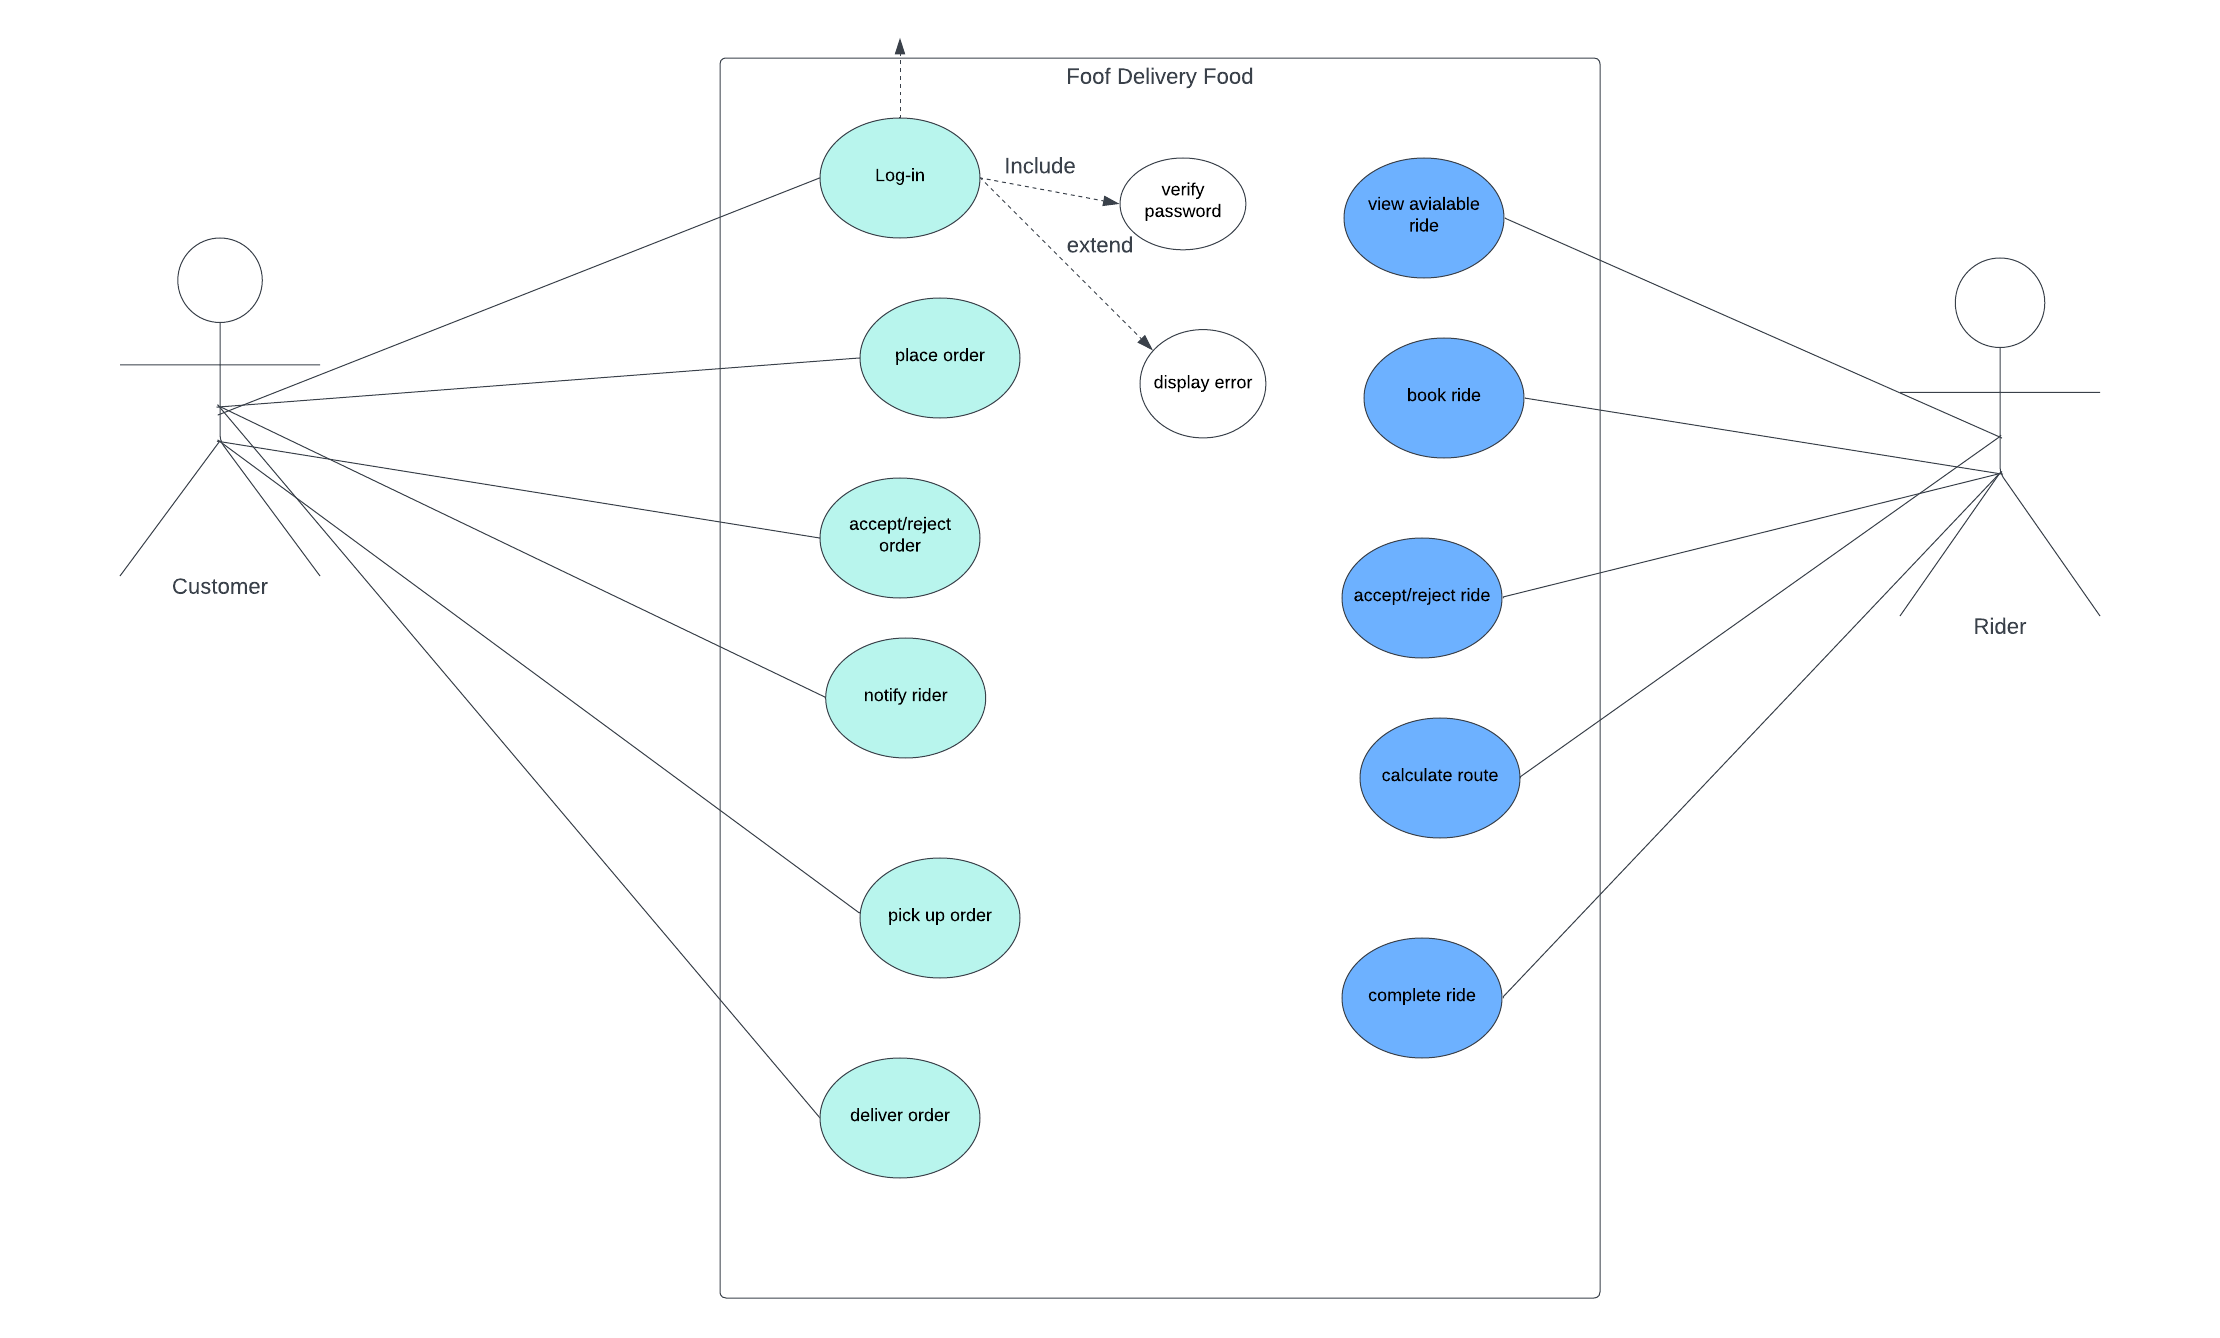 Foof Delivery Food
Log-in
Include
verify
password
extend
display error
place order
accept/reject
order
notify rider
pick up order
deliver order
view avialable
ride
book ride
accept/reject ride
calculate route
complete ride
Customer
Rider